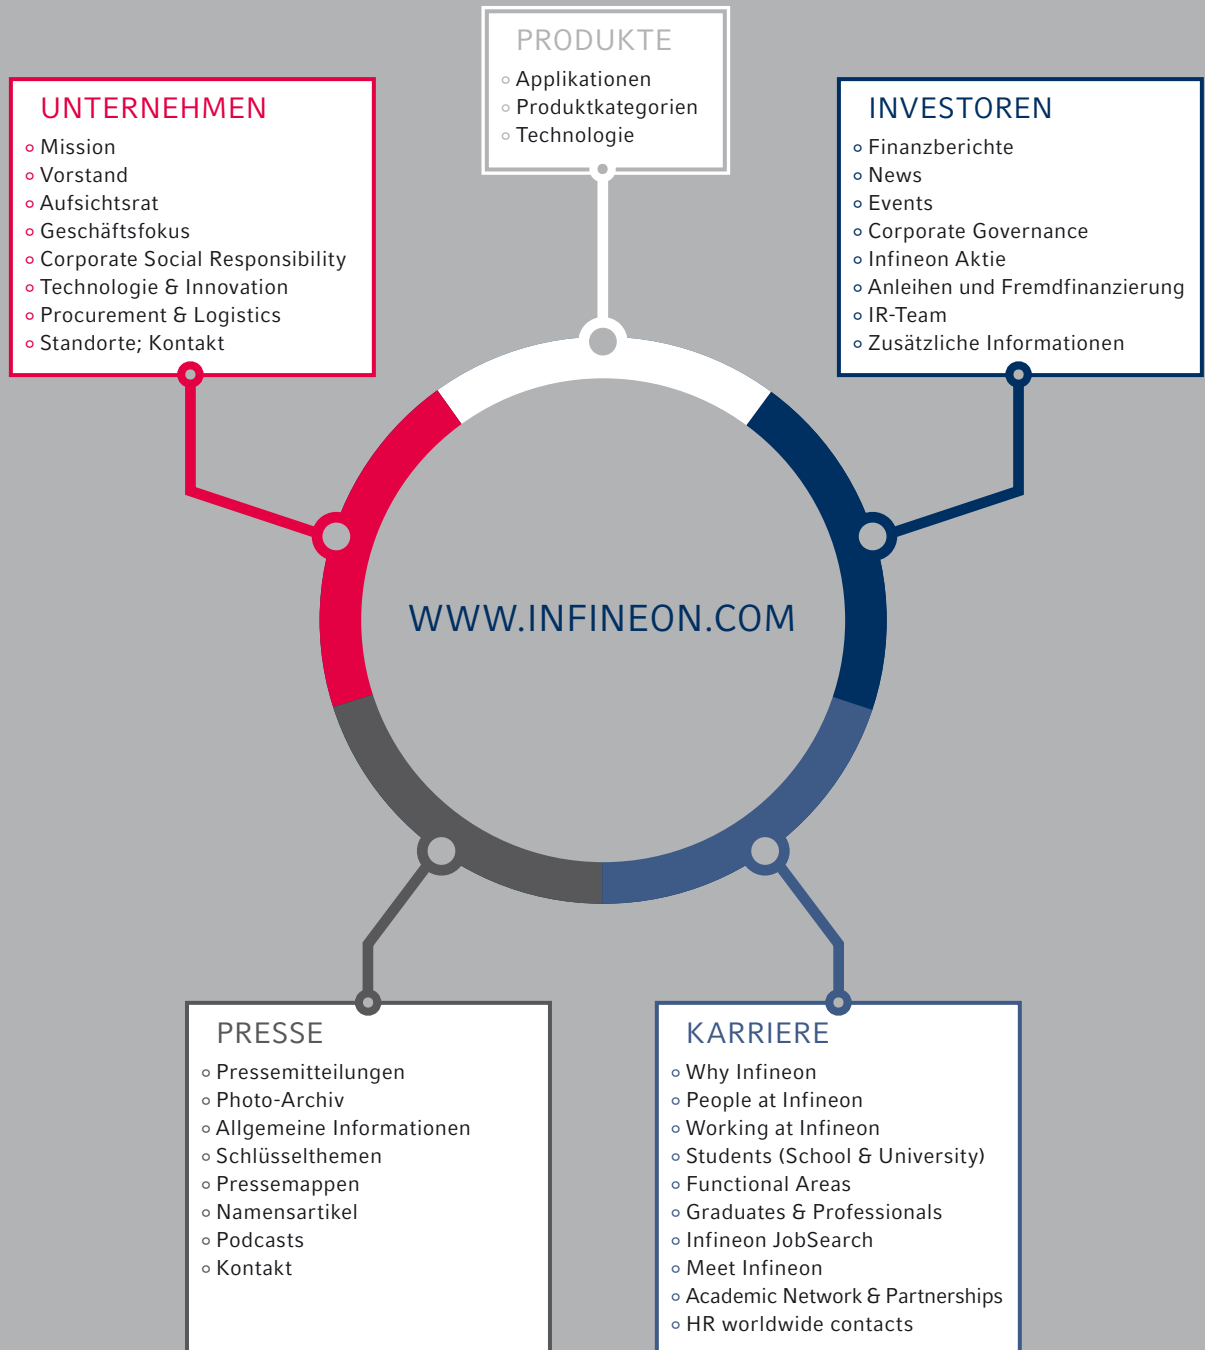 PRODUKTE
Applikationen
Produktkategorien
Technologie
UNTERNEHMEN
Mission
Vorstand
Aufsichtsrat
Geschäftsfokus
Corporate Social Responsibility
Technologie & Innovation
Procurement & Logistics
Standorte; Kontakt
INVESTOREN
Finanzberichte
News
Events
Corporate Governance
Infineon Aktie
Anleihen und Fremdfinanzierung
IR-Team
Zusätzliche Informationen
WWW.INFINEON.COM
PRESSE
Pressemitteilungen
Photo-Archiv
Allgemeine Informationen
Schlüsselthemen
Pressemappen
Namensartikel
Podcasts
Kontakt
KARRIERE
Why Infineon
People at Infineon
Working at Infineon
Students (School & University)
Functional Areas
Graduates & Professionals
Infineon JobSearch
Meet Infineon
Academic Network & Partnerships
HR worldwide contacts